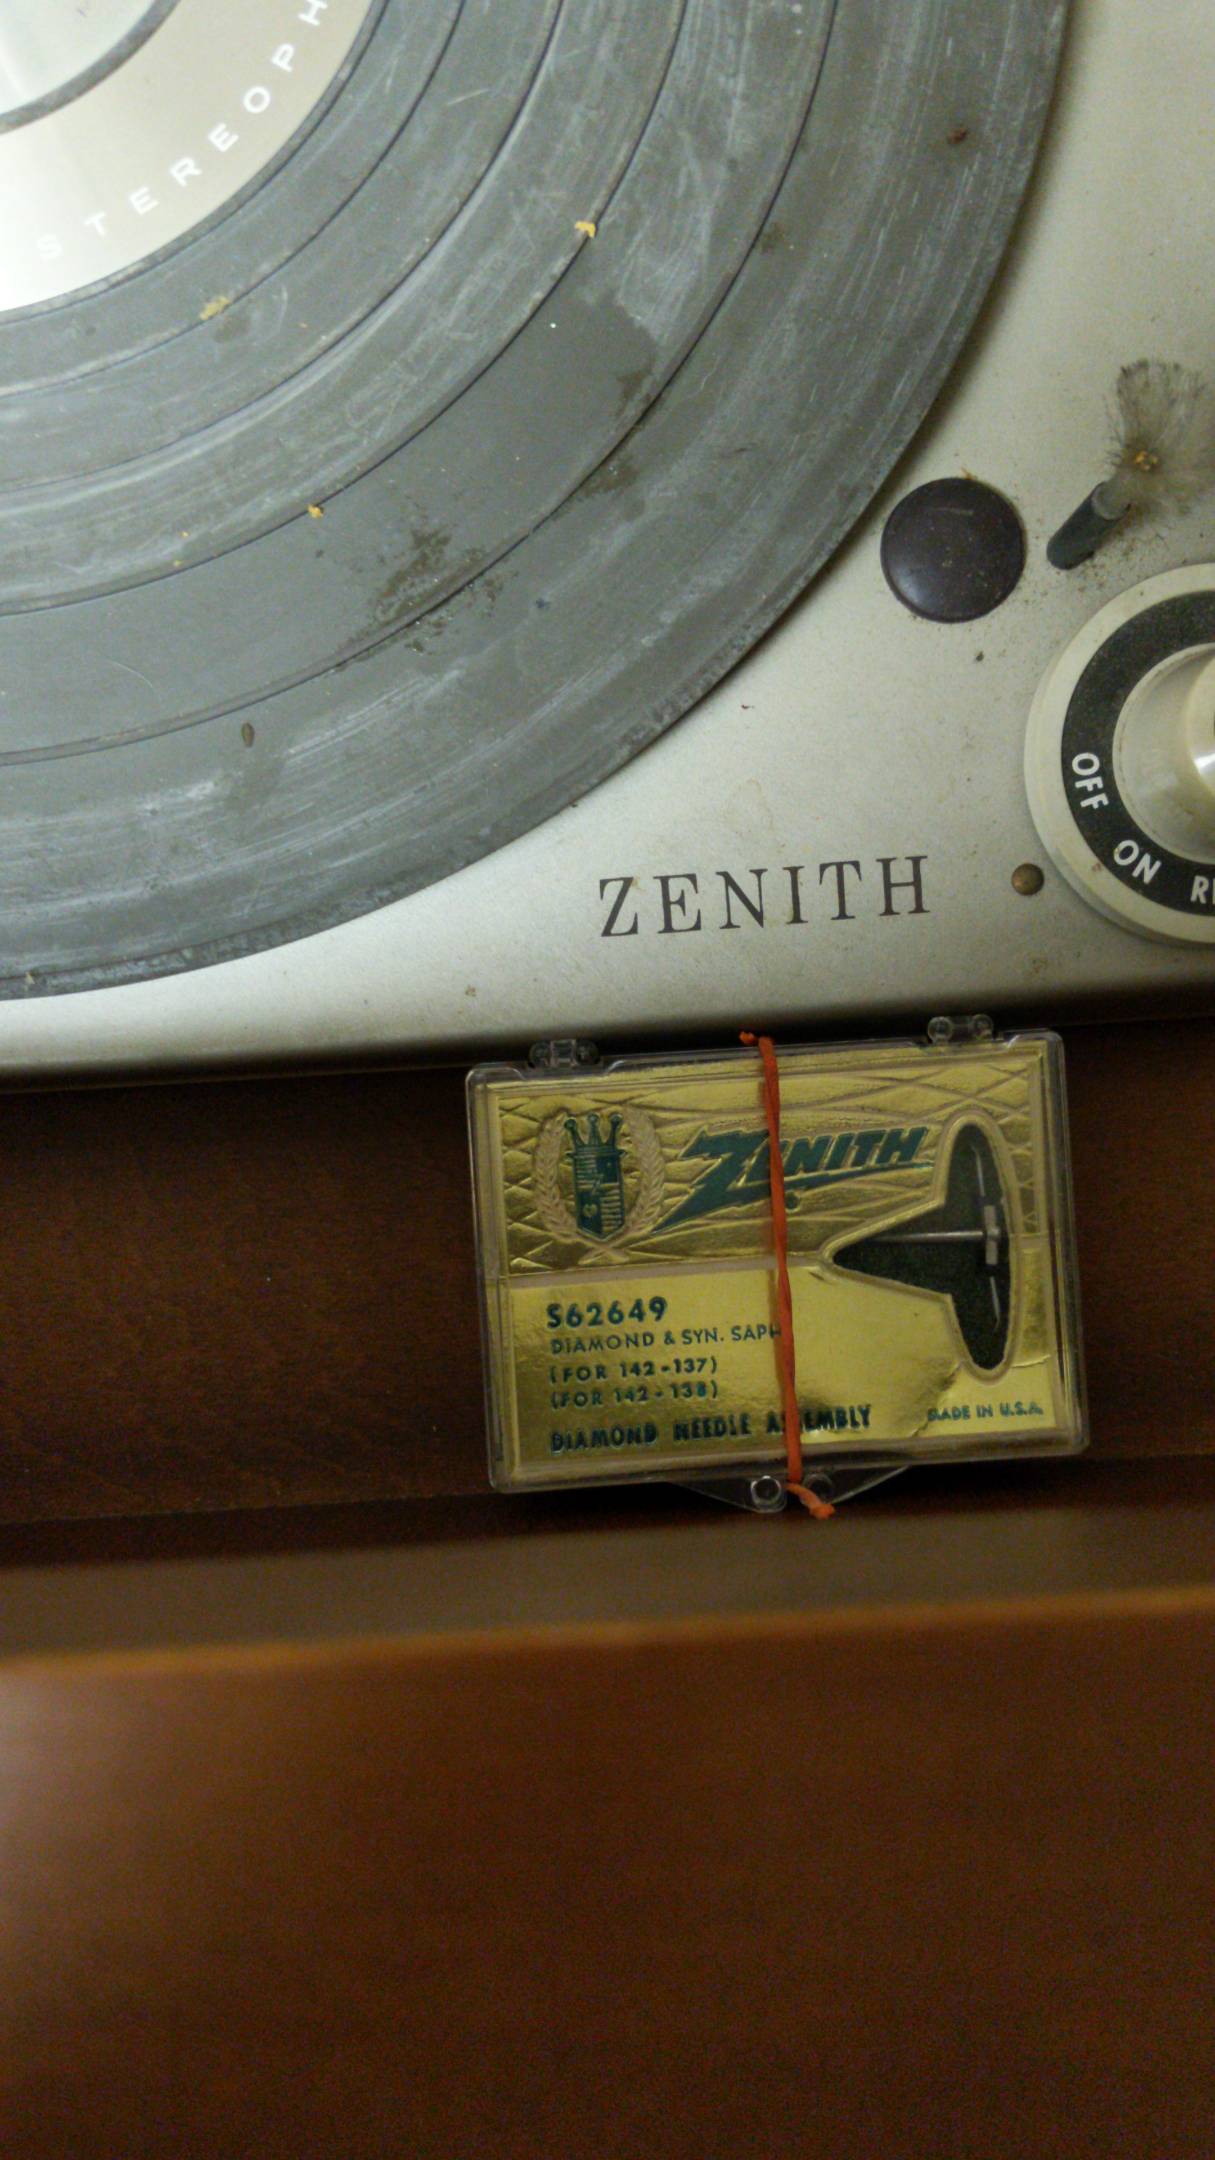 STEREOPH
OFF ON
ZENITH
ZENITH
S62649
DIAMOND & SYN. SAPH
(FOR 142-137)
(FOR 142-138)
DIAMOND NEEDLE ASSEMBLY
MADE IN U.S.A.